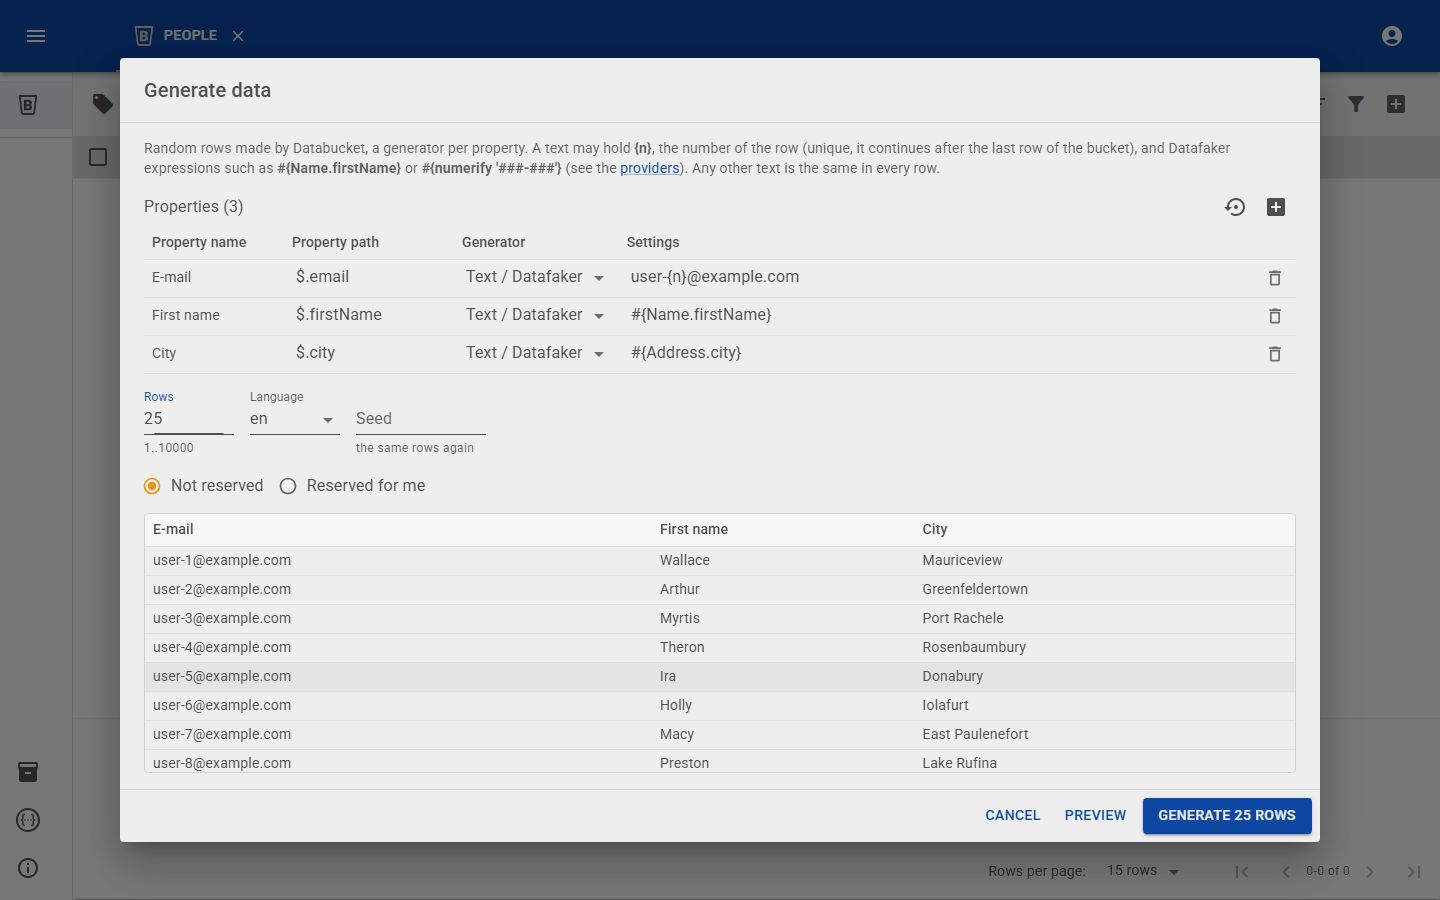 PEOPLE
Generate data
Random rows made by Databucket, a generator per property. A text may hold {n}, the number of the row (unique, it continues after the last row of the bucket), and Datafaker
expressions such as #{Name.firstName} or #{numerify '###-###'} (see the providers). Any other text is the same in every row.
Properties (3)
Property name Property path Generator Settings
E-mail $.email Text / Datafaker user-{n}@example.com
First name $.firstName Text / Datafaker #{Name.firstName}
City $.city Text / Datafaker #{Address.city}
Rows Language
25 en Seed
1..10000 the same rows again
Not reserved Reserved for me
E-mail First name City
user-1@example.com Wallace Mauriceview
user-2@example.com Arthur Greenfeldertown
user-3@example.com Myrtis Port Rachele
user-4@example.com Theron Rosenbaumbury
user-5@example.com Ira Donabury
user-6@example.com Holly Iolafurt
user-7@example.com Macy East Paulenefort
user-8@example.com Preston Lake Rufina
CANCEL PREVIEW GENERATE 25 ROWS
Rows per page: 15 rows 0-0 of 0